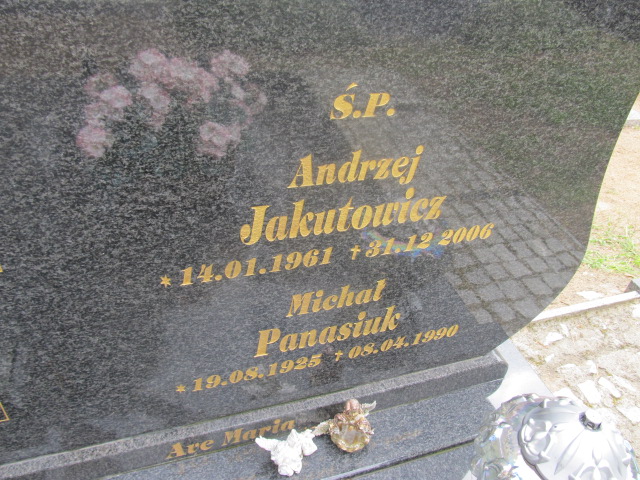 Ś.P.
Andrzej
Jakutowicz
* 14.01.1961 † 31.12 2006
Michał
Panasiuk
* 19.08.1925 † 08.04.1990
Ave Maria